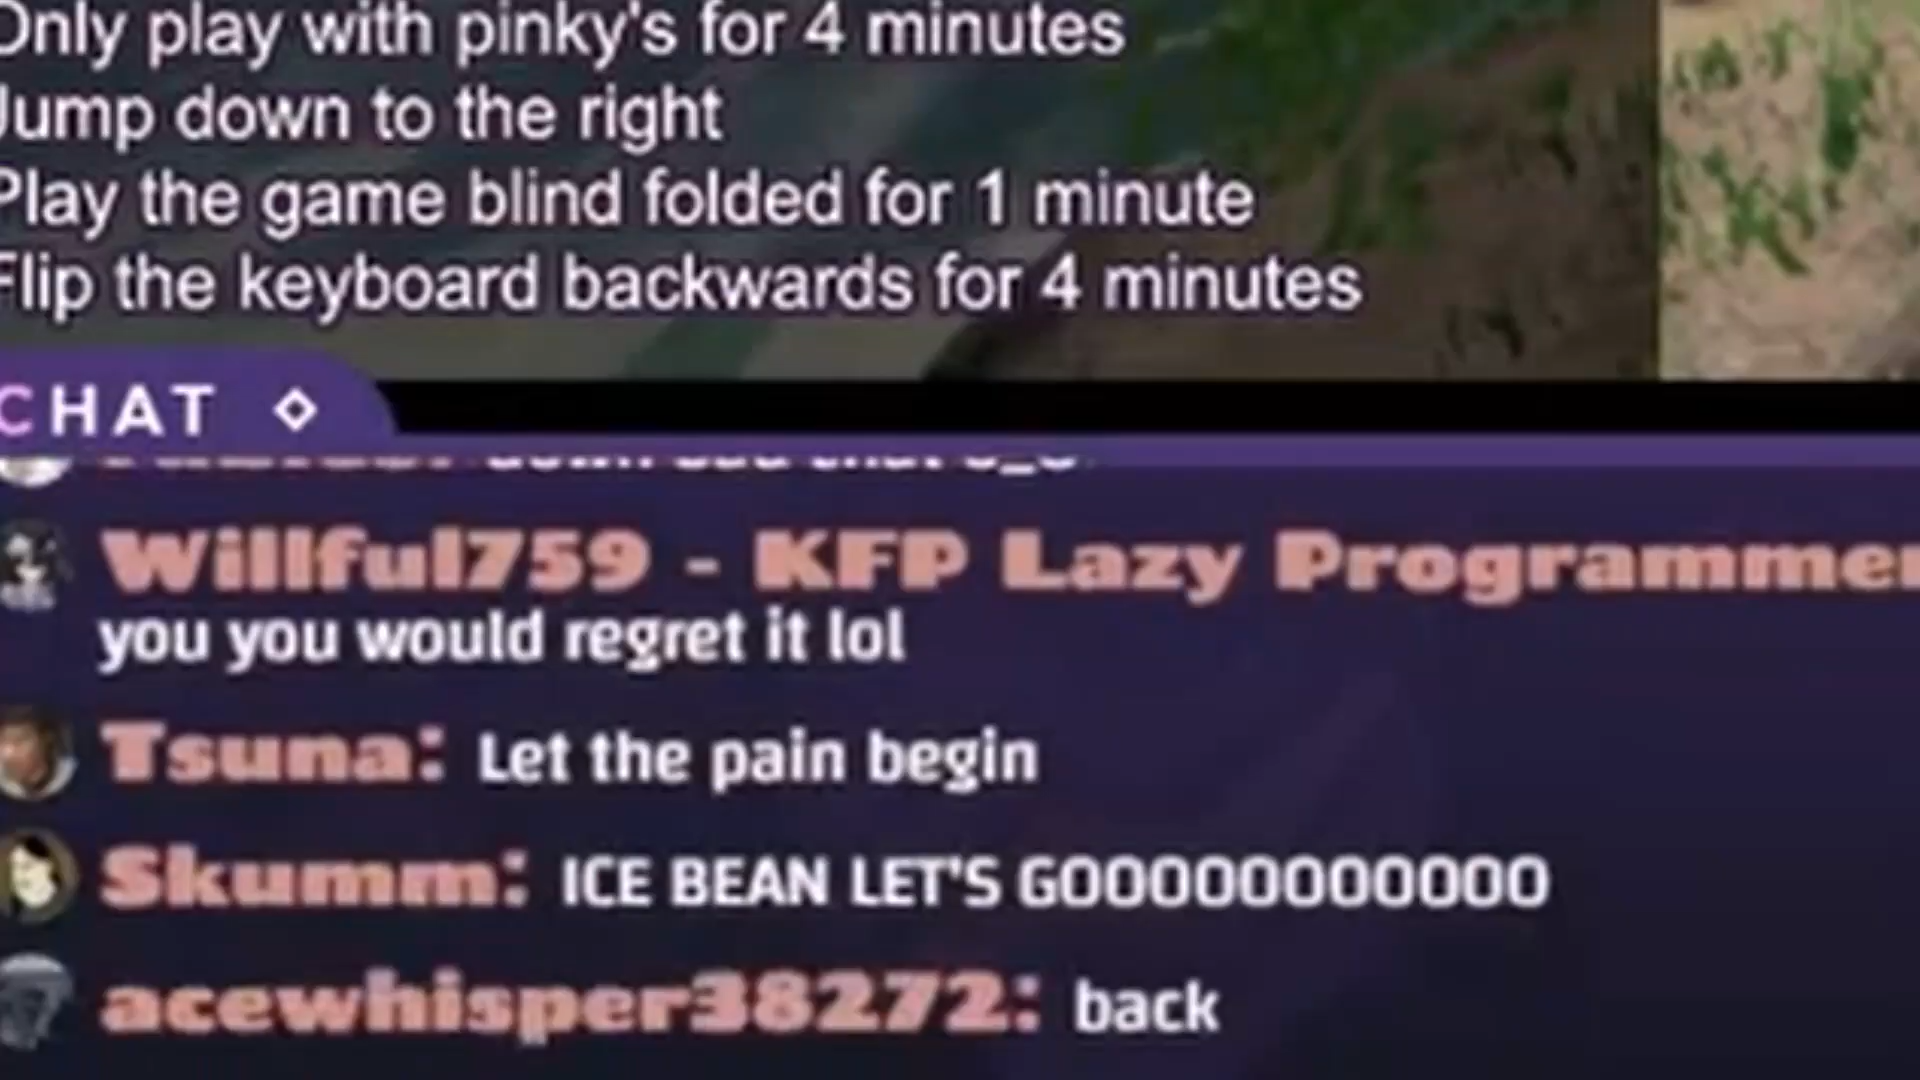 Only play with pinky's for 4 minutes
Jump down to the right
Play the game blind folded for 1 minute
Flip the keyboard backwards for 4 minutes
CHAT
Willful759 - KFP Lazy Programmer
you you would regret it lol
Tsuna: Let the pain begin
Skumm: ICE BEAN LET'S GOOOOOOOOOOOO
acewhisper38272: back